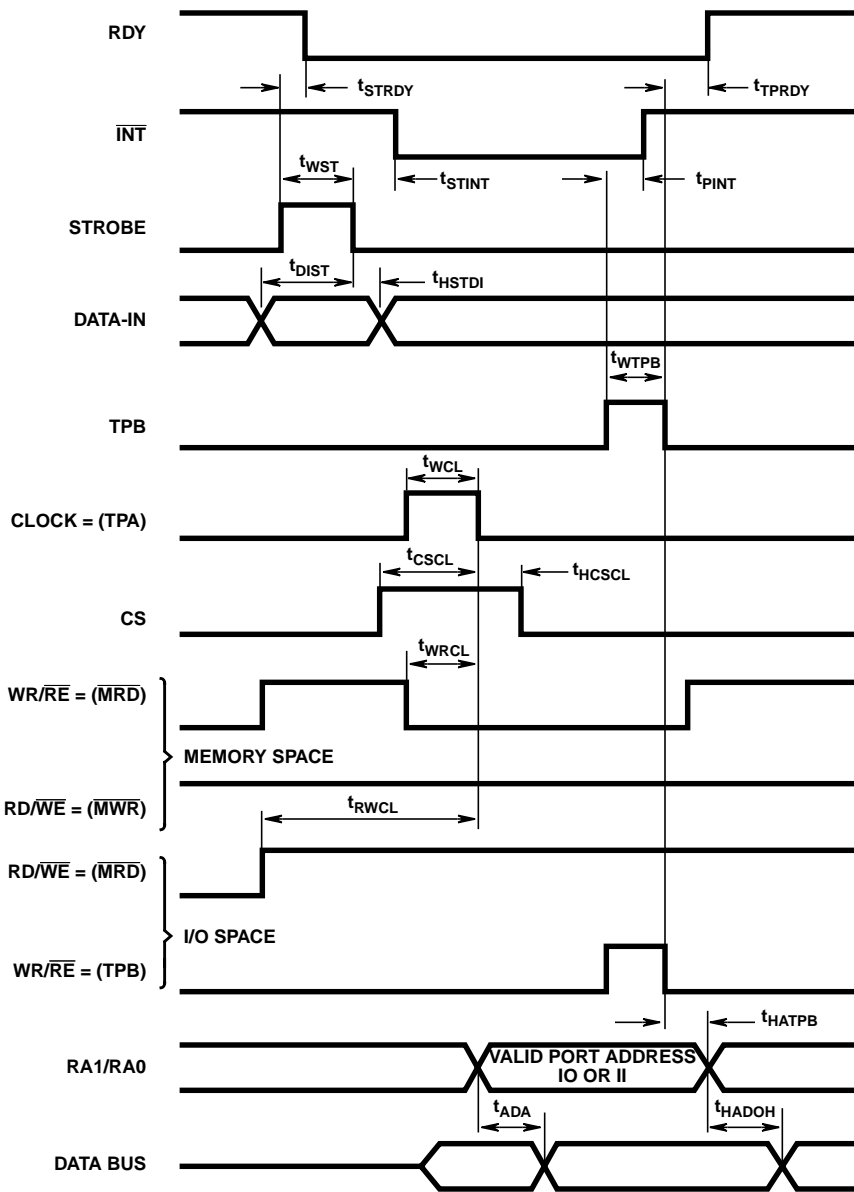 RDY
tSTRDY
tTPRDY
INT
tWST
tSTINT
tPINT
STROBE
tDIST
tHSTDI
DATA-IN
tWTPB
TPB
tWCL
CLOCK = (TPA)
tCSCL
tHCSCL
CS
tWRCL
WR/RE = (MRD)
MEMORY SPACE
RD/WE = (MWR)
tRWCL
RD/WE = (MRD)
I/O SPACE
WR/RE = (TPB)
tHATPB
RA1/RA0
VALID PORT ADDRESS
IO OR II
tADA
tHADOH
DATA BUS